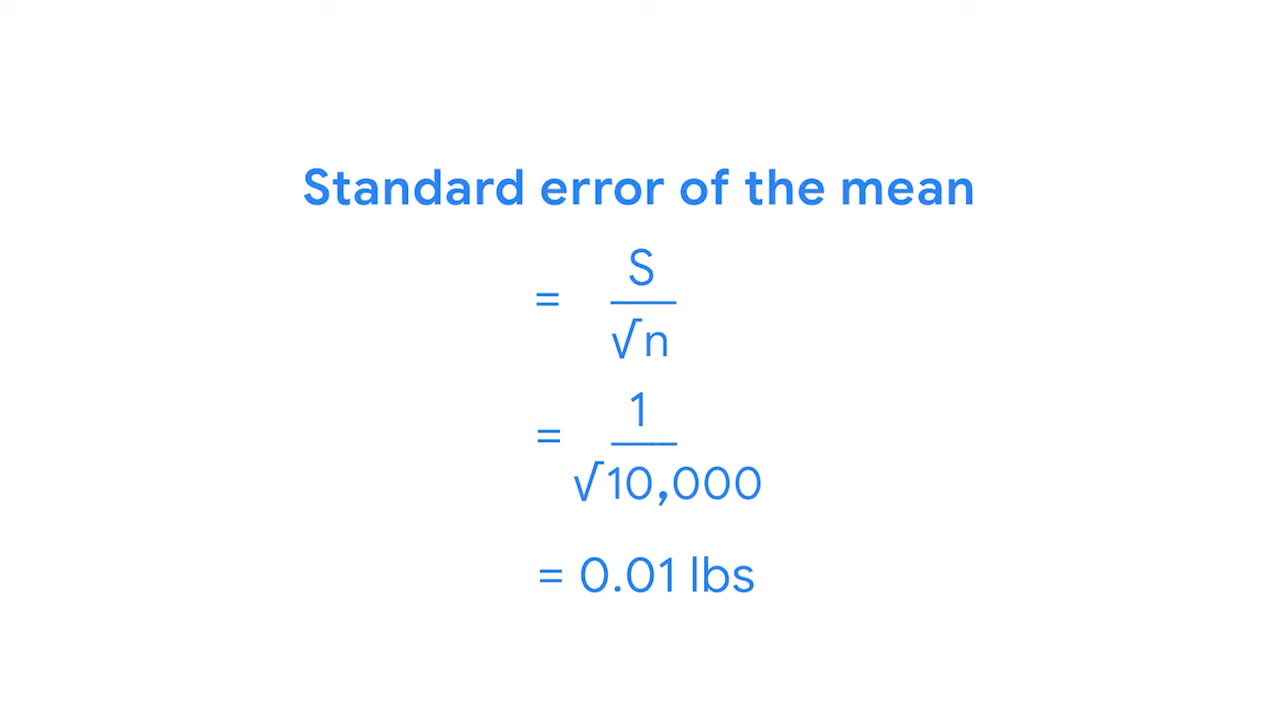 Standard error of the mean
= S
√n
= 1
√10,000
= 0.01 lbs